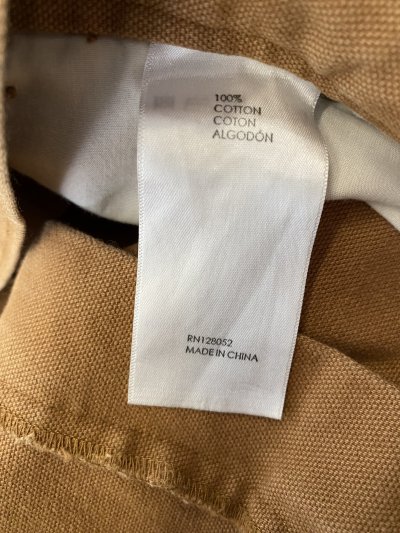 100%
COTTON
COTON
ALGODÓN
RN128052
MADE IN CHINA